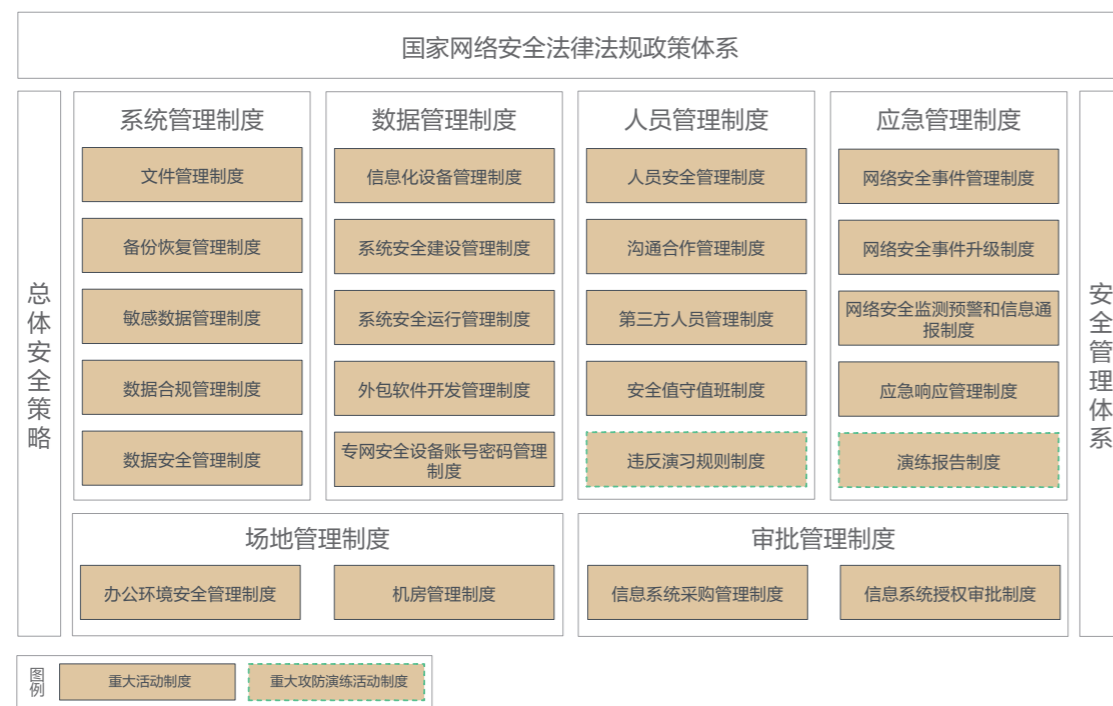 国家网络安全法律法规政策体系
总体安全策略
系统管理制度
文件管理制度
备份恢复管理制度
敏感数据管理制度
数据合规管理制度
数据安全管理制度
数据管理制度
信息化设备管理制度
系统安全建设管理制度
系统安全运行管理制度
外包软件开发管理制度
专网安全设备账号密码管理
制度
人员管理制度
人员安全管理制度
沟通合作管理制度
第三方人员管理制度
安全值守值班制度
违反演习规则制度
应急管理制度
网络安全事件管理制度
网络安全事件升级制度
网络安全监测预警和信息通
报制度
应急响应管理制度
演练报告制度
安全管理体系
场地管理制度
办公环境安全管理制度
机房管理制度
审批管理制度
信息系统采购管理制度
信息系统授权审批制度
图例
重大活动制度
重大攻防演练活动制度